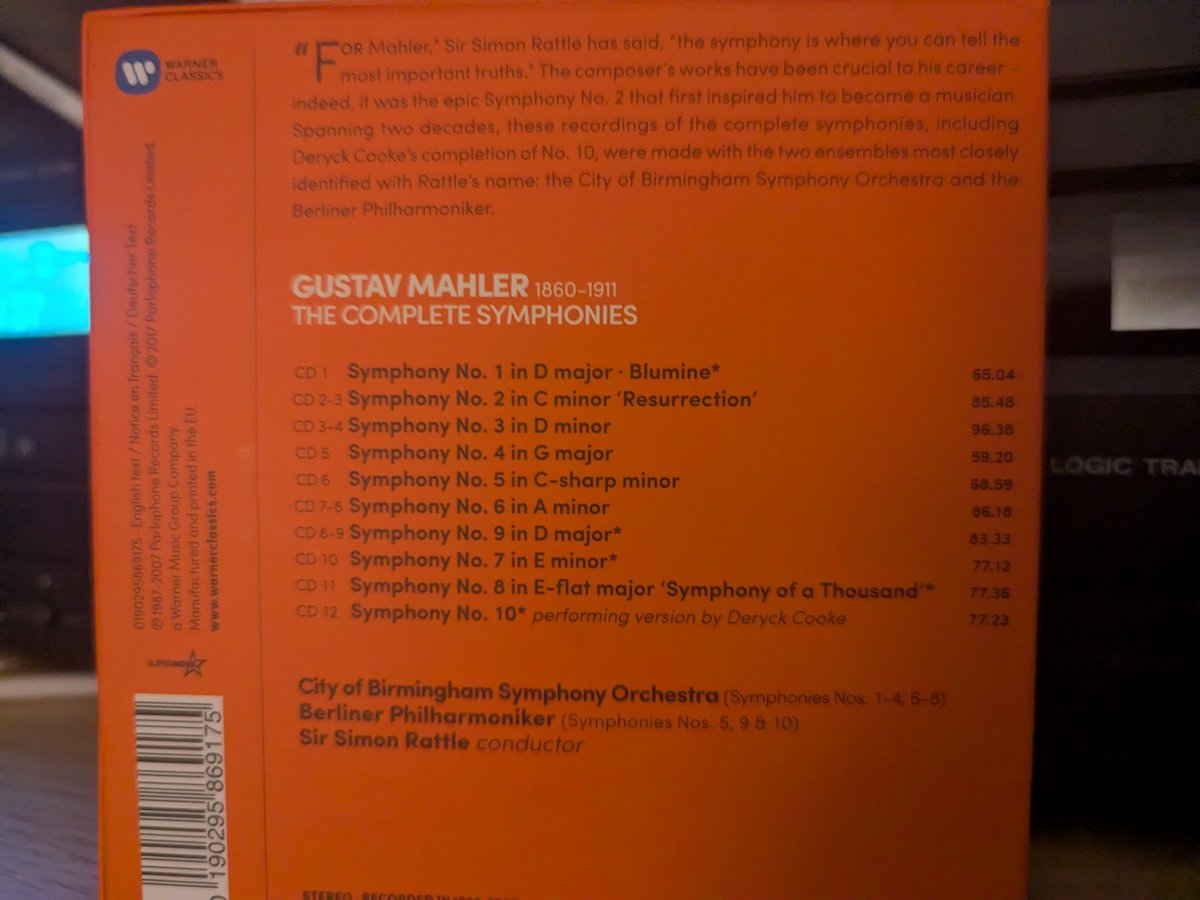 WARNER
CLASSICS
"FOR Mahler," Sir Simon Rattle has said, "the symphony is where you can tell the
most important truths." The composer's works have been crucial to his career –
indeed, it was the epic Symphony No. 2 that first inspired him to become a musician.
Spanning two decades, these recordings of the complete symphonies, including
Deryck Cooke's completion of No. 10, were made with the two ensembles most closely
identified with Rattle's name: the City of Birmingham Symphony Orchestra and the
Berliner Philharmoniker.
GUSTAV MAHLER 1860–1911
THE COMPLETE SYMPHONIES
CD 1 Symphony No. 1 in D major · Blumine* 65.04
CD 2–3 Symphony No. 2 in C minor 'Resurrection' 85.48
CD 3–4 Symphony No. 3 in D minor 96.38
CD 5 Symphony No. 4 in G major 59.20
CD 6 Symphony No. 5 in C-sharp minor 68.59
CD 7–8 Symphony No. 6 in A minor 86.18
CD 8–9 Symphony No. 9 in D major* 83.33
CD 10 Symphony No. 7 in E minor* 77.12
CD 11 Symphony No. 8 in E-flat major 'Symphony of a Thousand'* 77.36
CD 12 Symphony No. 10* performing version by Deryck Cooke 77.23
City of Birmingham Symphony Orchestra (Symphonies Nos. 1–4, 6–8)
Berliner Philharmoniker (Symphonies Nos. 5, 9 & 10)
Sir Simon Rattle conductor
0190295869175 English text / Notice en français / Deutscher Text
℗ 1987–2007 Parlophone Records Limited. © 2017 Parlophone Records Limited.
a Warner Music Group Company.
Manufactured and printed in the EU.
www.warnerclassics.com
SUPERNOVA
0 190295 869175
STEREO · RECORDED IN
LOGIC TRA